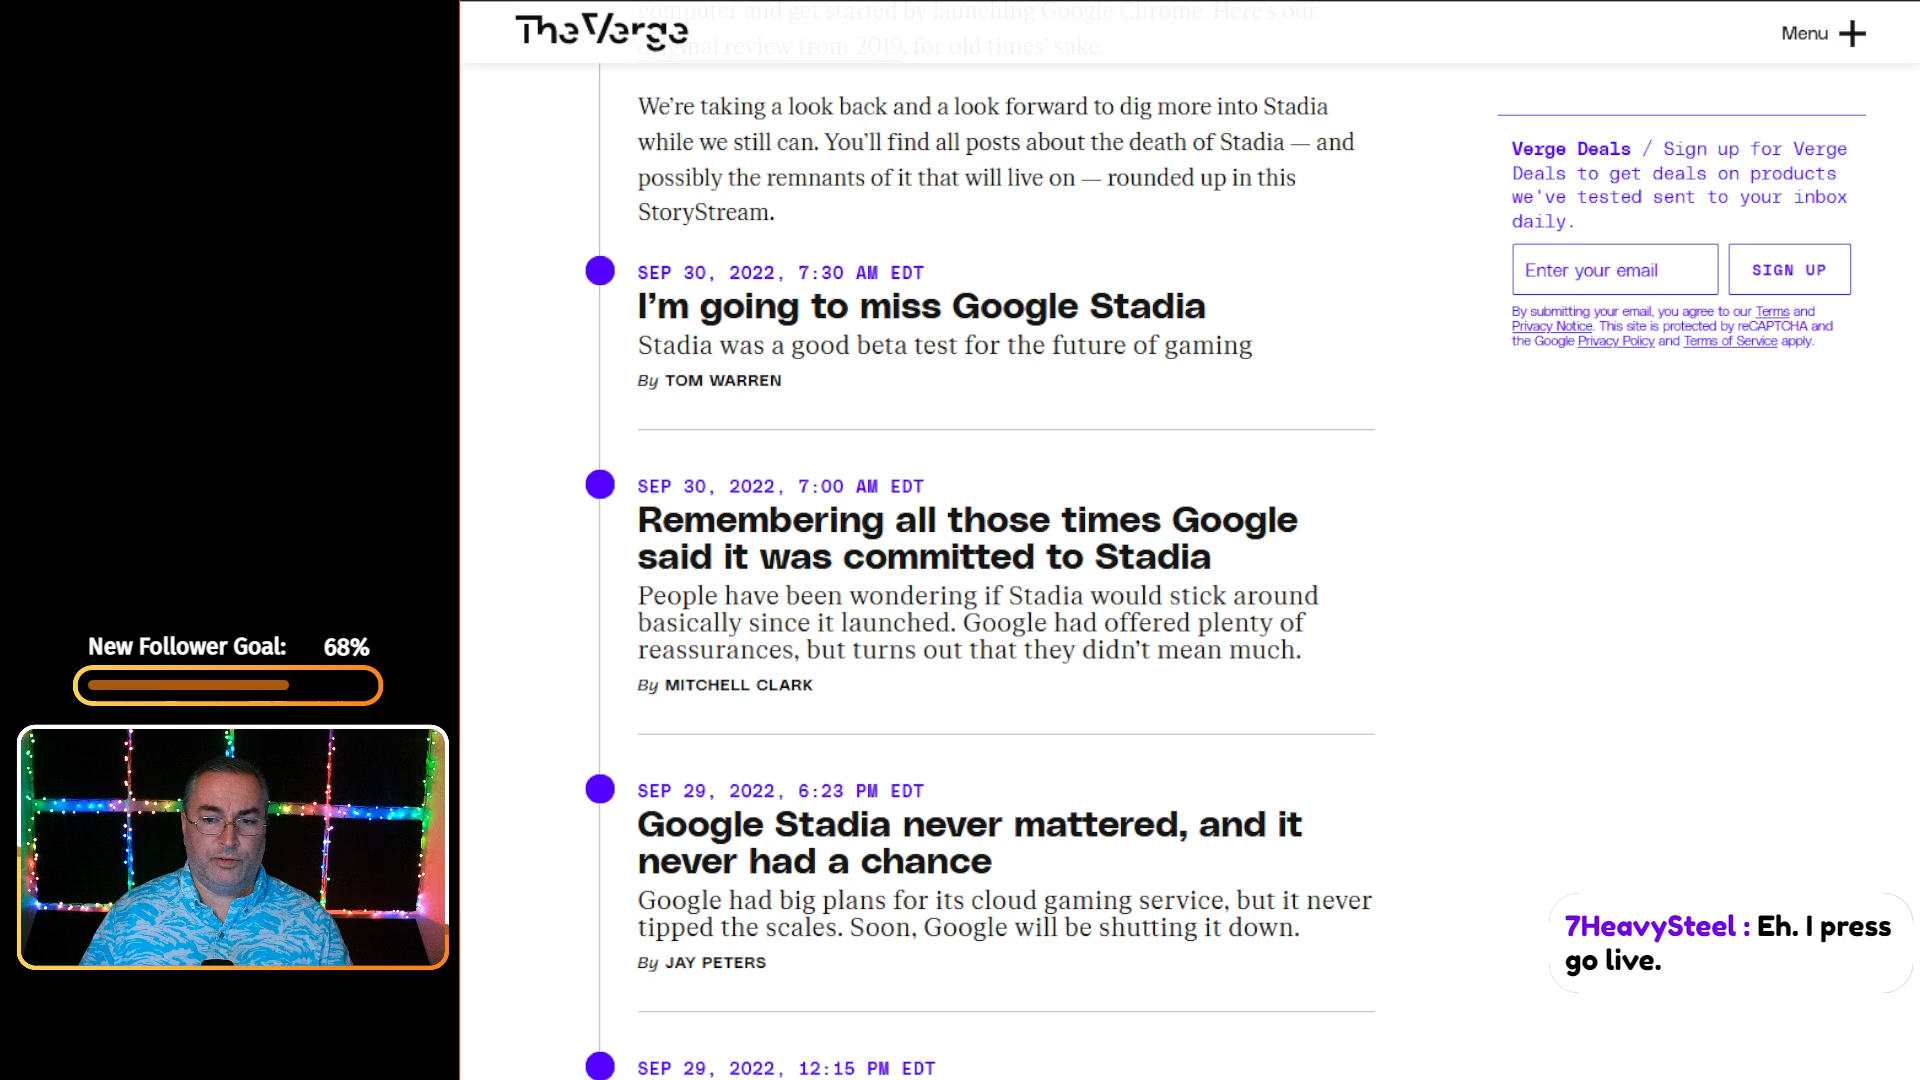 computer and get started by launching Google Chrome. Here's our
The Verge
original review from 2019, for old times' sake.
Menu
We're taking a look back and a look forward to dig more into Stadia
while we still can. You'll find all posts about the death of Stadia — and
possibly the remnants of it that will live on — rounded up in this
StoryStream.
SEP 30, 2022, 7:30 AM EDT
I'm going to miss Google Stadia
Stadia was a good beta test for the future of gaming
By TOM WARREN
SEP 30, 2022, 7:00 AM EDT
Remembering all those times Google
said it was committed to Stadia
People have been wondering if Stadia would stick around
basically since it launched. Google had offered plenty of
reassurances, but turns out that they didn't mean much.
By MITCHELL CLARK
SEP 29, 2022, 6:23 PM EDT
Google Stadia never mattered, and it
never had a chance
Google had big plans for its cloud gaming service, but it never
tipped the scales. Soon, Google will be shutting it down.
By JAY PETERS
SEP 29, 2022, 12:15 PM EDT
Verge Deals / Sign up for Verge
Deals to get deals on products
we've tested sent to your inbox
daily.
Enter your email
SIGN UP
By submitting your email, you agree to our Terms and
Privacy Notice. This site is protected by reCAPTCHA and
the Google Privacy Policy and Terms of Service apply.
New Follower Goal: 68%
7HeavySteel : Eh. I press
go live.